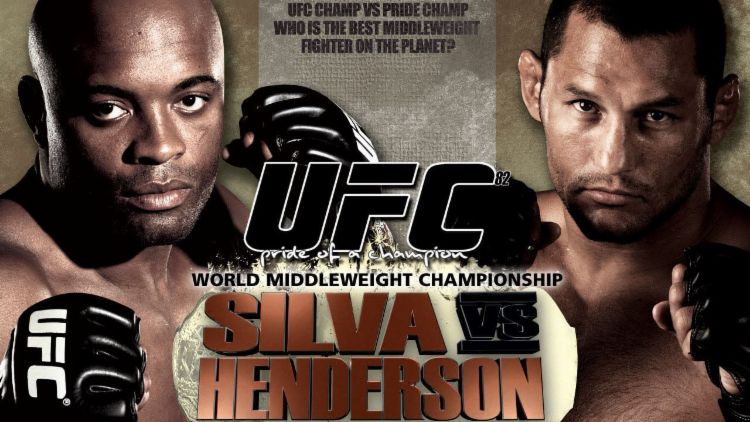 UFC CHAMP VS PRIDE CHAMP
WHO IS THE BEST MIDDLEWEIGHT
FIGHTER ON THE PLANET?
UFC 82
pride of a champion
WORLD MIDDLEWEIGHT CHAMPIONSHIP
SILVA VS
HENDERSON
UFC®